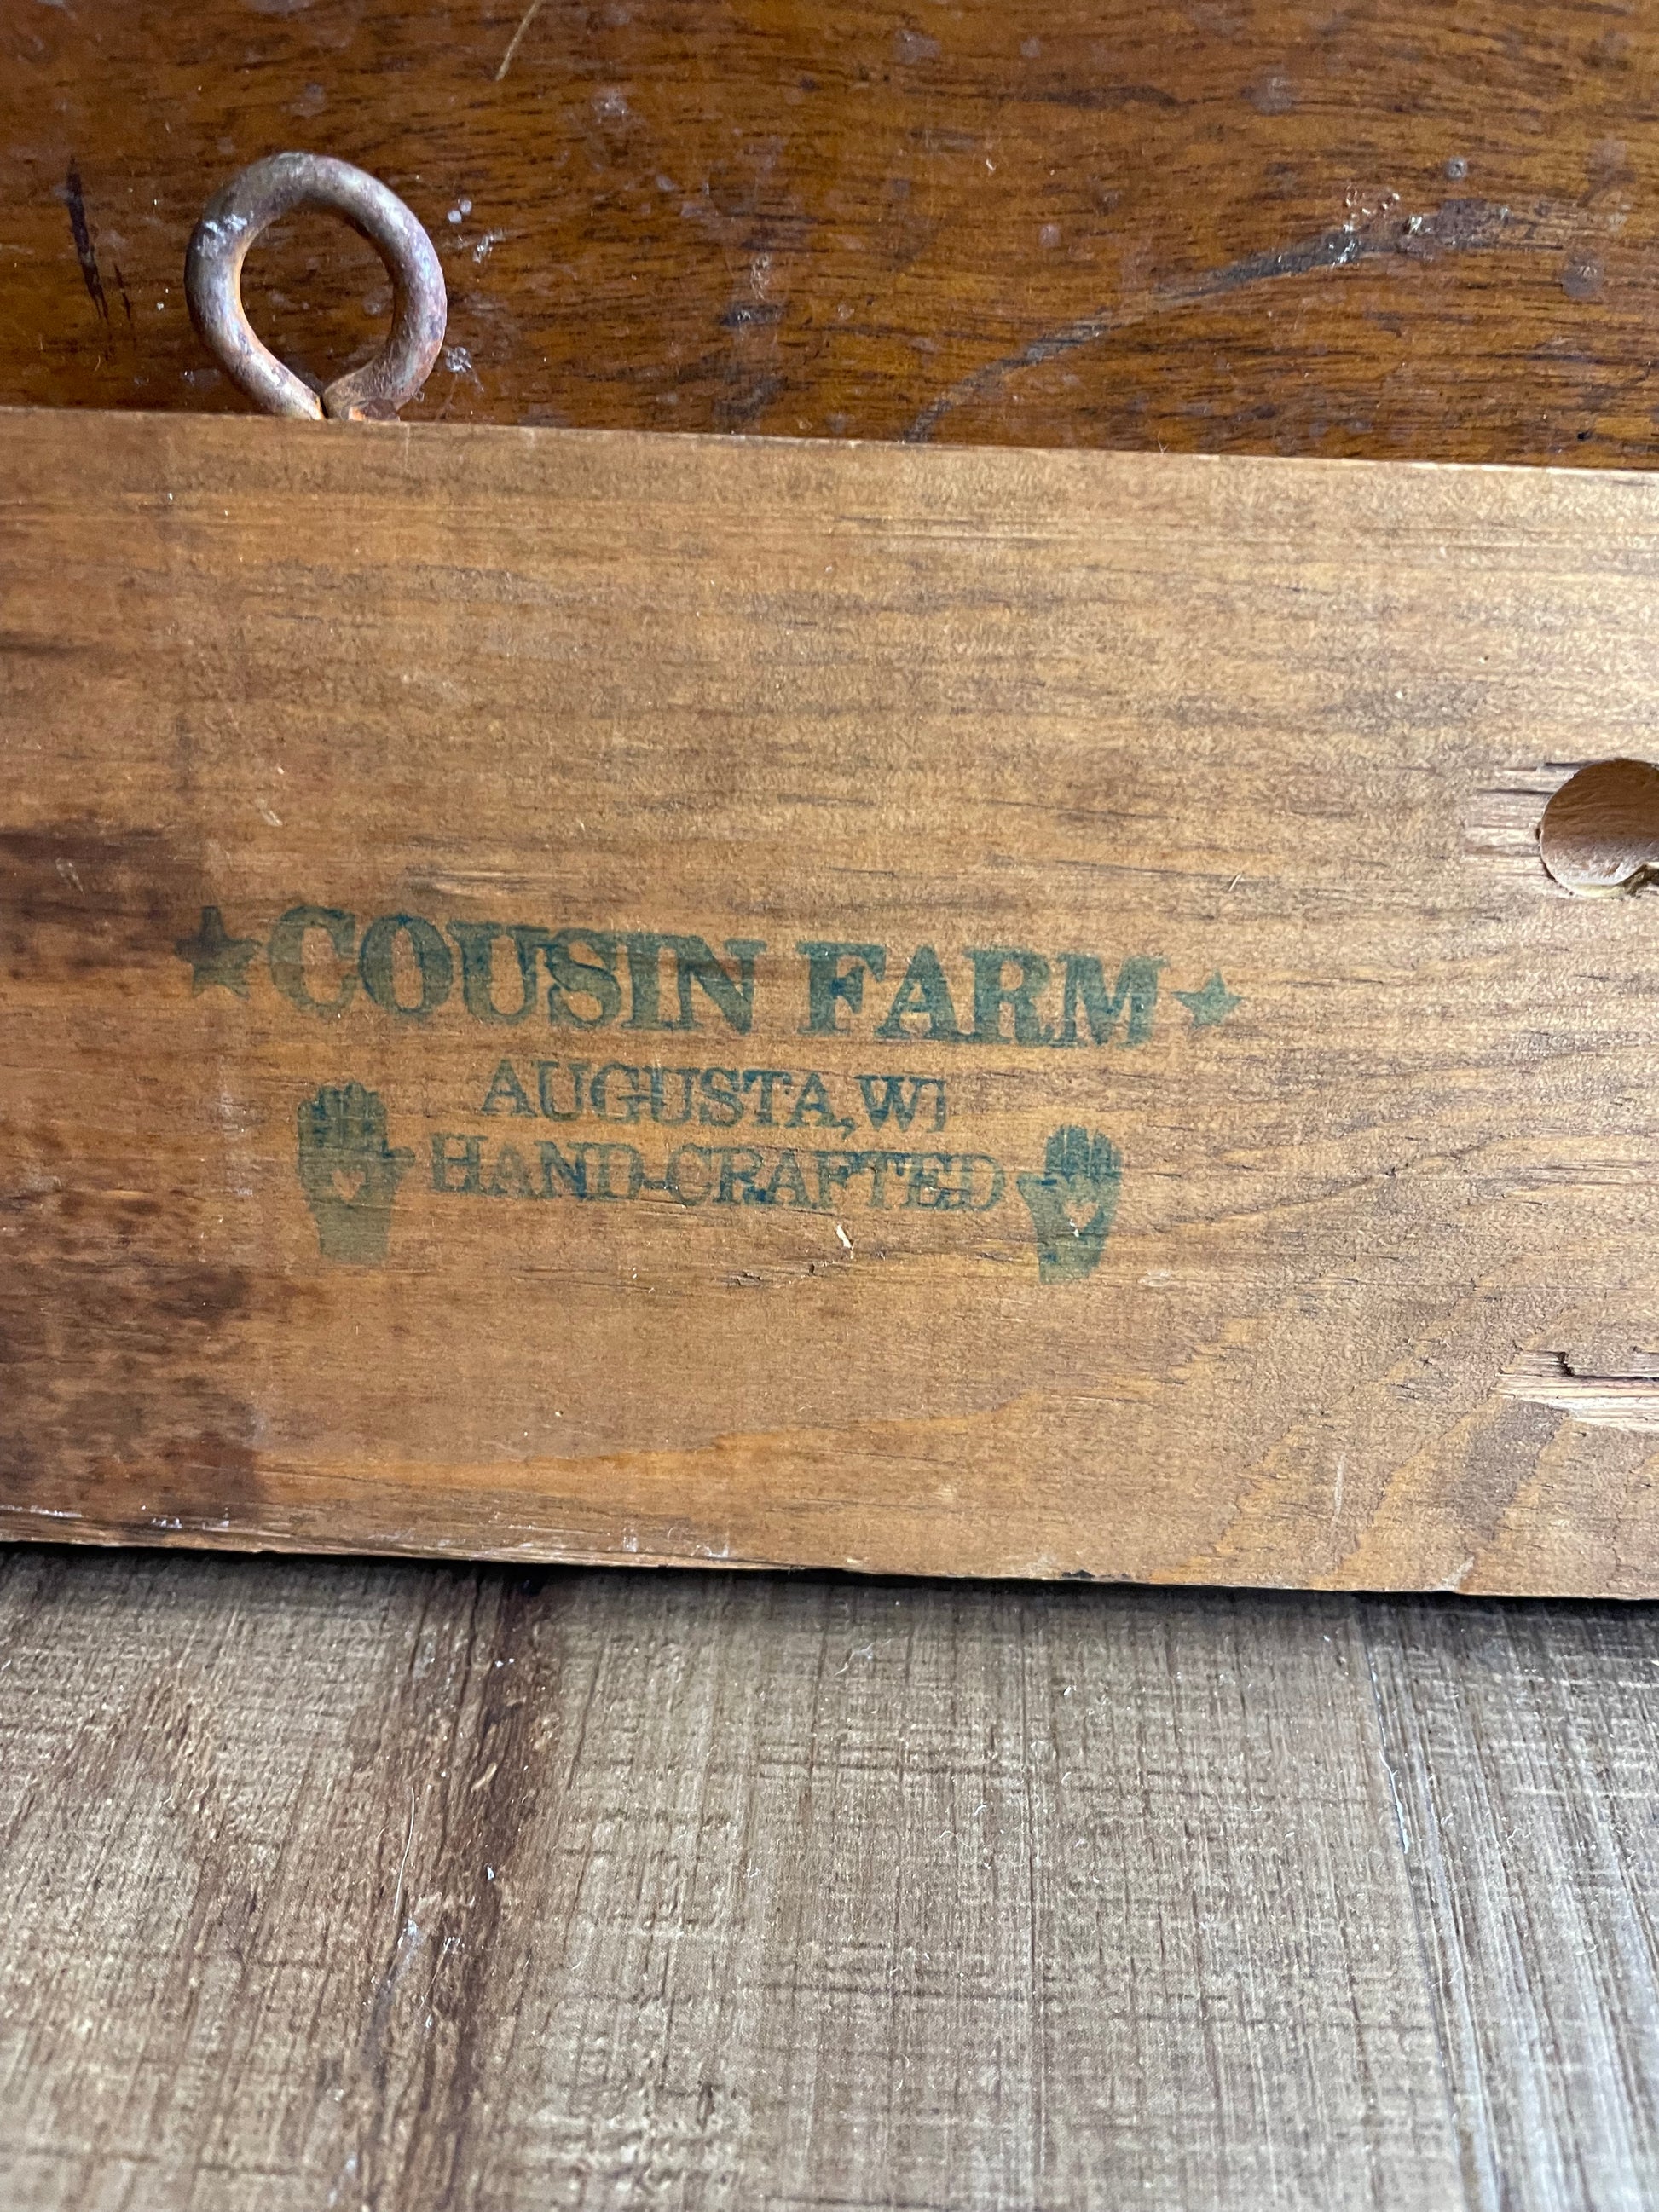 COUSIN FARM
AUGUSTA, WI
HAND-CRAFTED